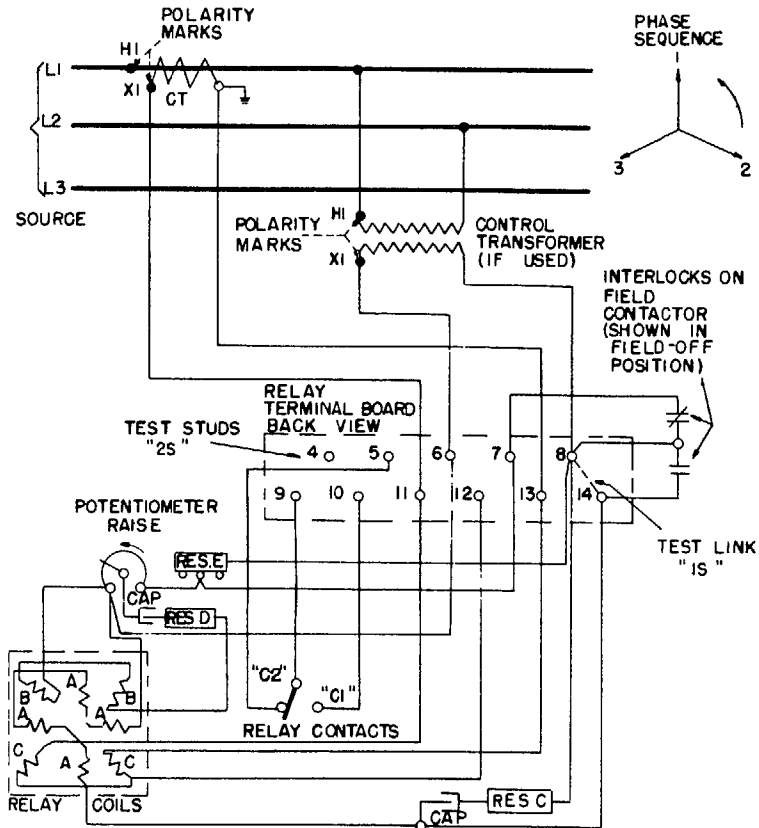 POLARITY
MARKS
H1
X1
CT
L1
L2
L3
SOURCE
PHASE
SEQUENCE
1
3
2
POLARITY
MARKS
H1
X1
CONTROL
TRANSFORMER
(IF USED)
INTERLOCKS ON
FIELD
CONTACTOR
(SHOWN IN
FIELD-OFF
POSITION)
RELAY
TERMINAL BOARD
BACK VIEW
TEST STUDS
"2S"
4
5
6
7
8
9
10
11
12
13
14
TEST LINK
"1S"
POTENTIOMETER
RAISE
RES.E
CAP
RES D
B
A
B
A
A
C
A
C
RELAY COILS
"C2"
"C1"
RELAY CONTACTS
CAP
RES C